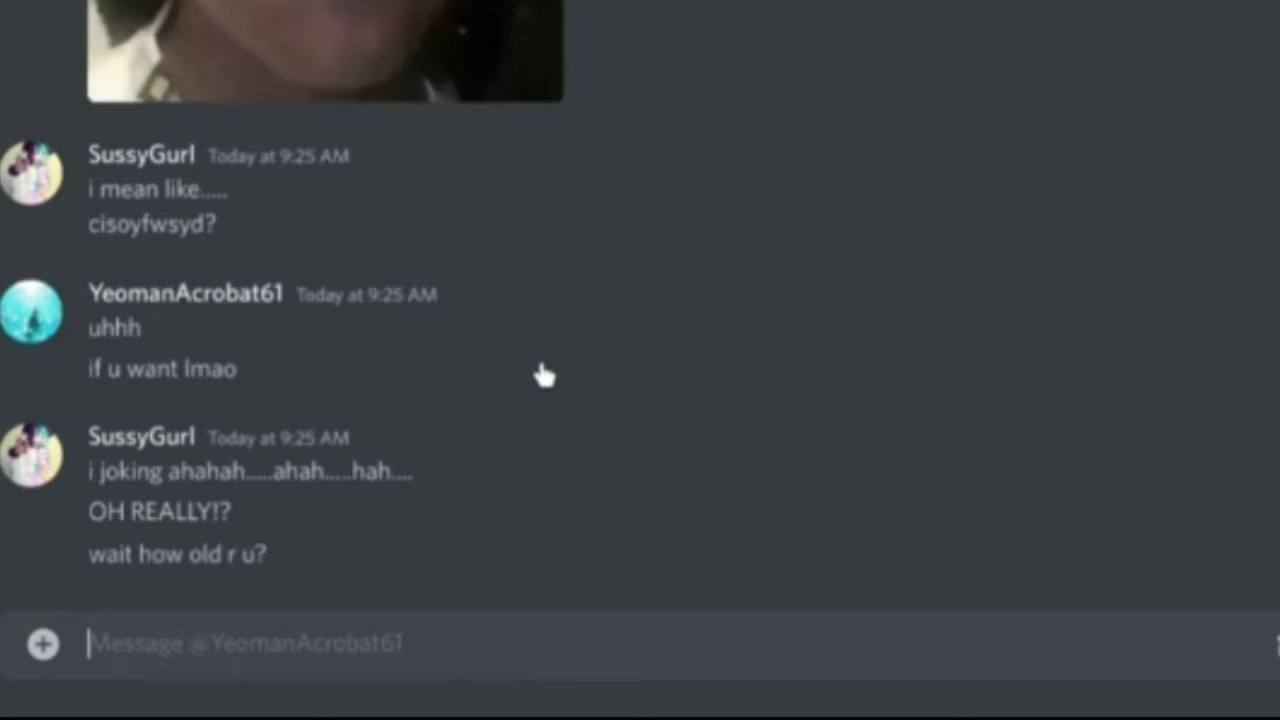 SussyGurl Today at 9:25 AM
i mean like.....
cisoyfwsyd?
YeomanAcrobat61 Today at 9:25 AM
uhhh
if u want lmao
SussyGurl Today at 9:25 AM
i joking ahahah.....ahah.....hah....
OH REALLY!?
wait how old r u?
Message @YeomanAcrobat61